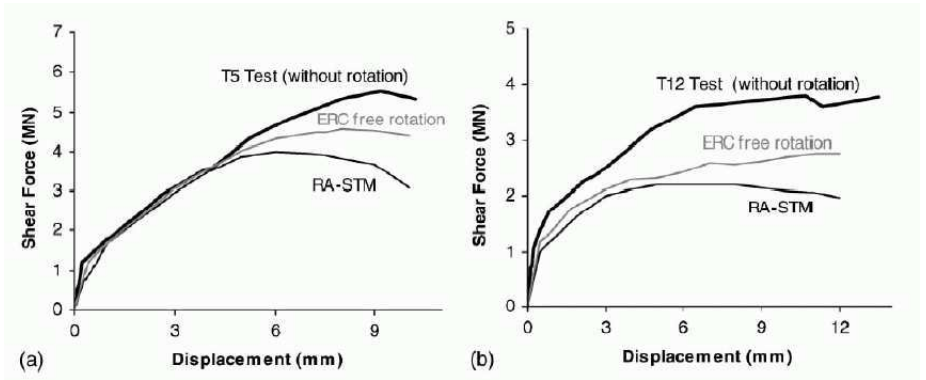 7
6
5
4
3
2
1
0
Shear Force (MN)
T5 Test (without rotation)
ERC free rotation
RA-STM
0 3 6 9
(a)
Displacement (mm)
5
4
3
2
1
0
Shear Force (MN)
T12 Test (without rotation)
ERC free rotation
RA-STM
0 3 6 9 12
(b)
Displacement (mm)